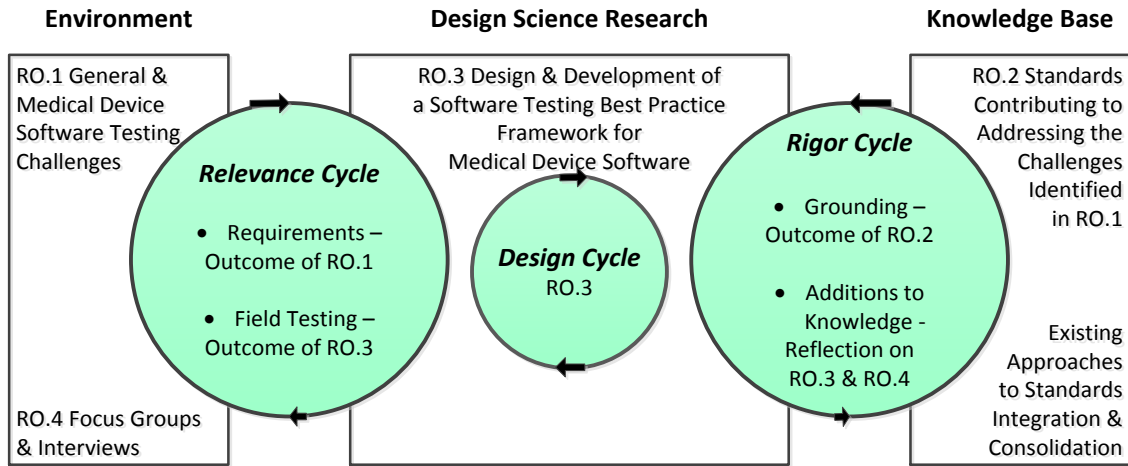 Environment
Design Science Research
Knowledge Base
RO.1 General &
Medical Device
Software Testing
Challenges
RO.4 Focus Groups
& Interviews
Relevance Cycle
• Requirements –
Outcome of RO.1
• Field Testing –
Outcome of RO.3
RO.3 Design & Development of
a Software Testing Best Practice
Framework for
Medical Device Software
Design Cycle
RO.3
Rigor Cycle
• Grounding –
Outcome of RO.2
• Additions to
Knowledge -
Reflection on
RO.3 & RO.4
RO.2 Standards
Contributing to
Addressing the
Challenges
Identified
in RO.1
Existing
Approaches
to Standards
Integration &
Consolidation